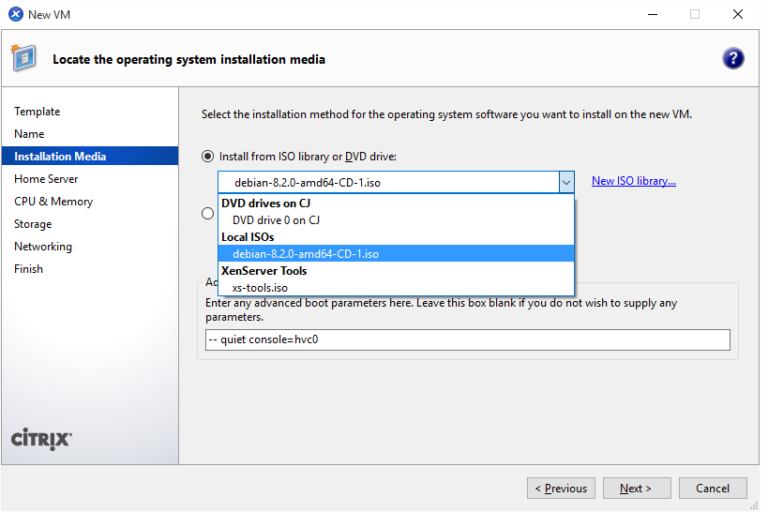 New VM
Locate the operating system installation media
?
Template
Name
Installation Media
Home Server
CPU & Memory
Storage
Networking
Finish
CITRIX
Select the installation method for the operating system software you want to install on the new VM.
Install from ISO library or DVD drive:
debian-8.2.0-amd64-CD-1.iso
New ISO library...
DVD drives on CJ
DVD drive 0 on CJ
Local ISOs
debian-8.2.0-amd64-CD-1.iso
XenServer Tools
xs-tools.iso
Enter any advanced boot parameters here. Leave this box blank if you do not wish to supply any
parameters.
-- quiet console=hvc0
< Previous
Next >
Cancel